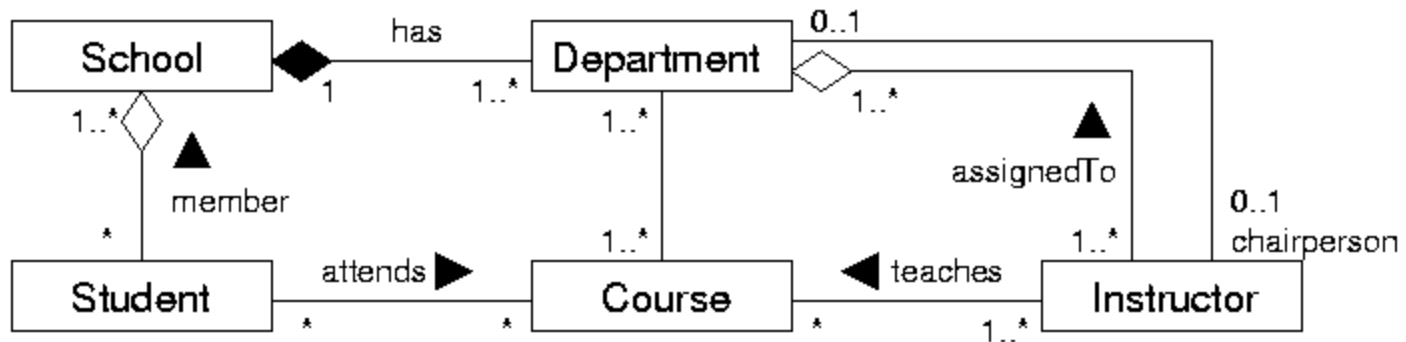 School
has
1
1..*
Department
0..1
1..*
1..*
member
*
1..*
1..*
assignedTo
1..*
0..1
chairperson
Student
attends
*
*
Course
teaches
*
1..*
Instructor